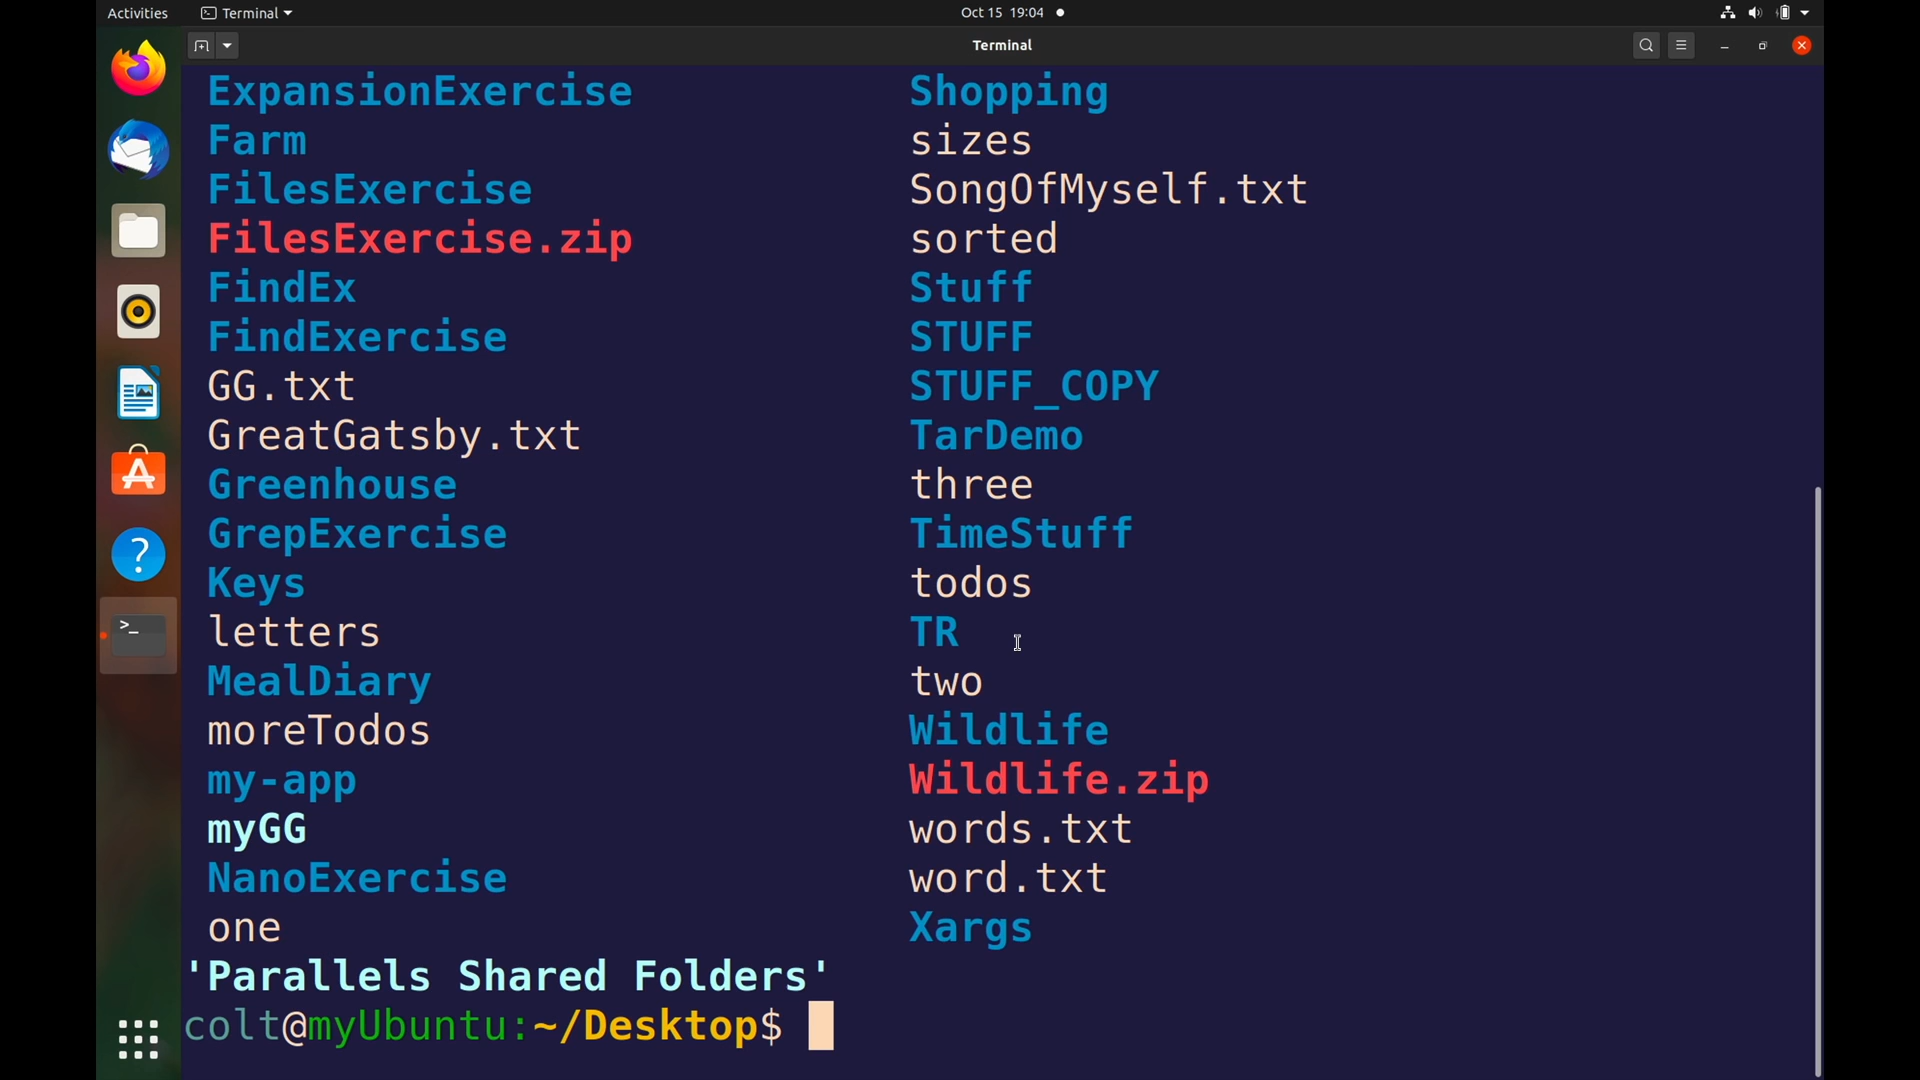 Activities Terminal Oct 15 19:04
Terminal
ExpansionExercise Shopping
Farm sizes
FilesExercise SongOfMyself.txt
FilesExercise.zip sorted
FindEx Stuff
FindExercise STUFF
GG.txt STUFF_COPY
GreatGatsby.txt TarDemo
Greenhouse three
GrepExercise TimeStuff
Keys todos
letters TR
MealDiary two
moreTodos Wildlife
my-app Wildlife.zip
myGG words.txt
NanoExercise word.txt
one Xargs
'Parallels Shared Folders'
colt@myUbuntu:~/Desktop$